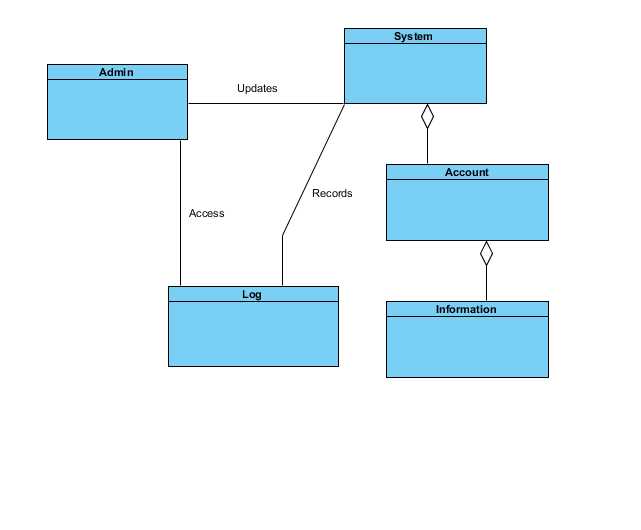 System
Admin
Updates
Account
Records
Access
Log
Information